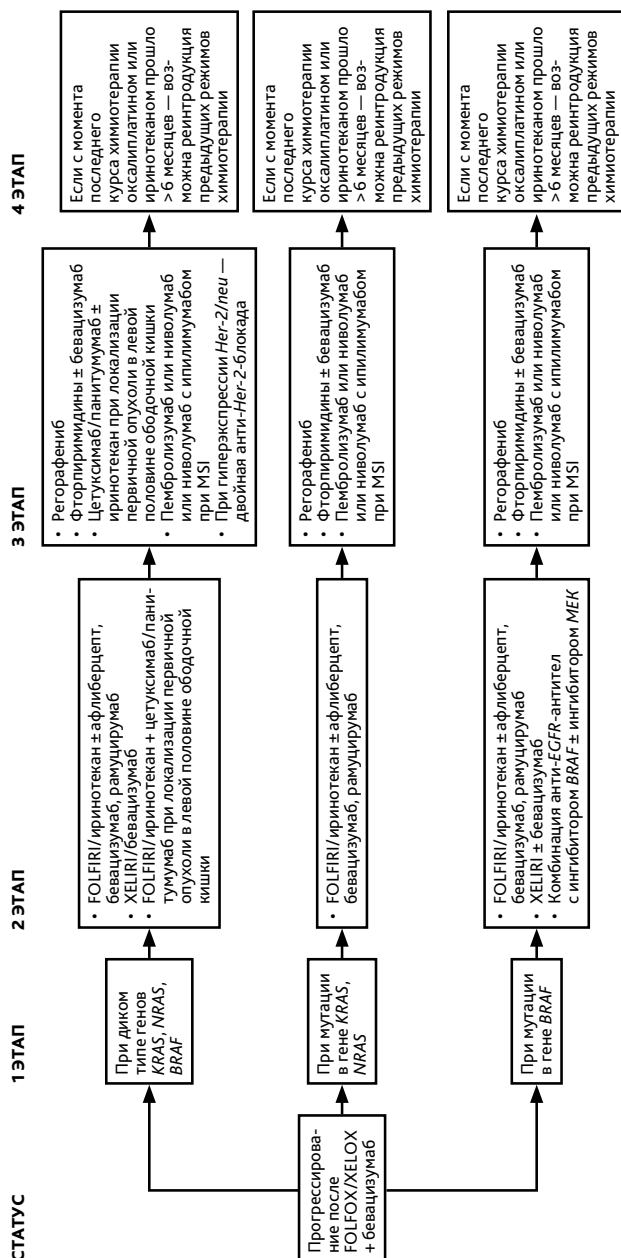 СТАТУС
1 ЭТАП
2 ЭТАП
3 ЭТАП
4 ЭТАП
Прогрессирова-
ние после
FOLFOX/XELOX
+ бевацизумаб
При диком
типе генов
KRAS, NRAS,
BRAF
• FOLFIRI/иринотекан ± афлиберцепт,
бевацизумаб, рамуцирумаб
• XELIRI/бевацизумаб
• FOLFIRI/иринотекан + цетуксимаб/пани-
тумумаб при локализации первичной
опухоли в левой половине ободочной
кишки
• Регорафениб
• Фторпиримидины ± бевацизумаб
• Цетуксимаб/панитумумаб ±
иринотекан при локализации
первичной опухоли в левой
половине ободочной кишки
• Пембролизумаб или ниволумаб
или ниволумаб с ипилимумабом
при MSI
• При гиперэкспрессии Her-2/neu —
двойная анти-Her-2-блокада
Если с момента
последнего
курса химиотерапии
оксалиплатином или
иринотеканом прошло
> 6 месяцев — воз-
можна реинтродукция
предыдущих режимов
химиотерапии
При мутации
в гене KRAS,
NRAS
• FOLFIRI/иринотекан ± афлиберцепт,
бевацизумаб, рамуцирумаб
• Регорафениб
• Фторпиримидины ± бевацизумаб
• Пембролизумаб или ниволумаб
или ниволумаб с ипилимумабом
при MSI
Если с момента
последнего
курса химиотерапии
оксалиплатином или
иринотеканом прошло
> 6 месяцев — воз-
можна реинтродукция
предыдущих режимов
химиотерапии
При мутации
в гене BRAF
• FOLFIRI/иринотекан ± афлиберцепт,
бевацизумаб, рамуцирумаб
• XELIRI ± бевацизумаб
• Комбинация анти-EGFR-антител
с ингибитором BRAF ± ингибитором MEK
• Регорафениб
• Фторпиримидины ± бевацизумаб
• Пембролизумаб или ниволумаб
или ниволумаб с ипилимумабом
при MSI
Если с момента
последнего
курса химиотерапии
оксалиплатином или
иринотеканом прошло
> 6 месяцев — воз-
можна реинтродукция
предыдущих режимов
химиотерапии